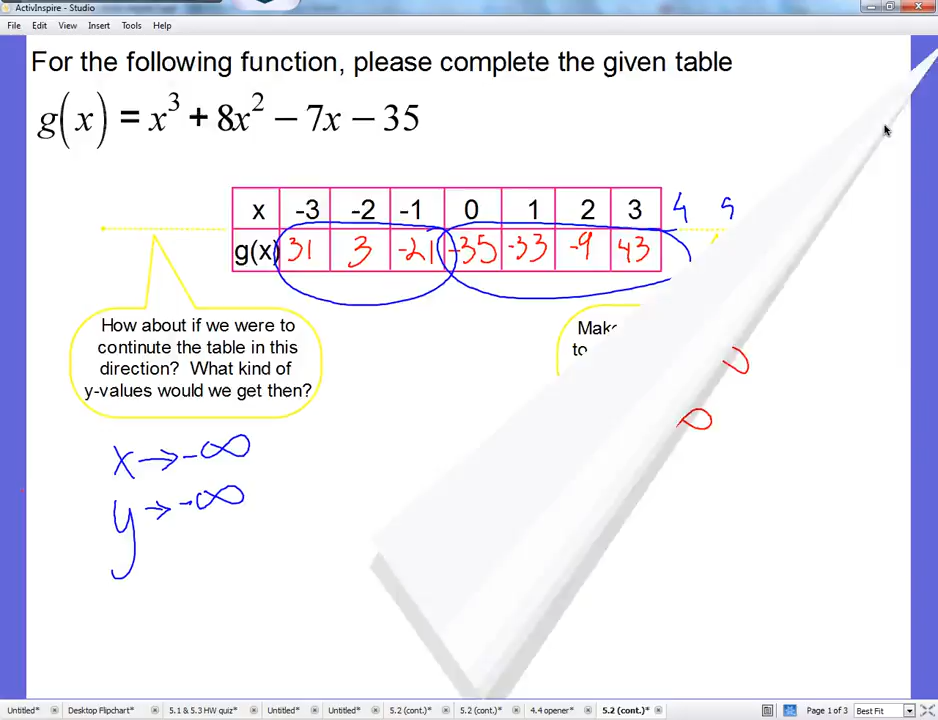 ActivInspire - Studio
File Edit View Insert Tools Help
For the following function, please complete the given table
g(x) = x³ + 8x² − 7x − 35
x -3 -2 -1 0 1 2 3 4
g(x) 31 3 -21 -35 -33 -9 43
How about if we were to
continute the table in this
direction? What kind of
y-values would we get then?
Make
to
x → -∞
y → -∞
Untitled* Desktop Flipchart* 5.1 & 5.3 HW quiz* Untitled* Untitled* 5.2 (cont.)* 5.2 (cont.)* 4.4 opener* 5.2 (cont.)* Page 1 of 3 Best Fit